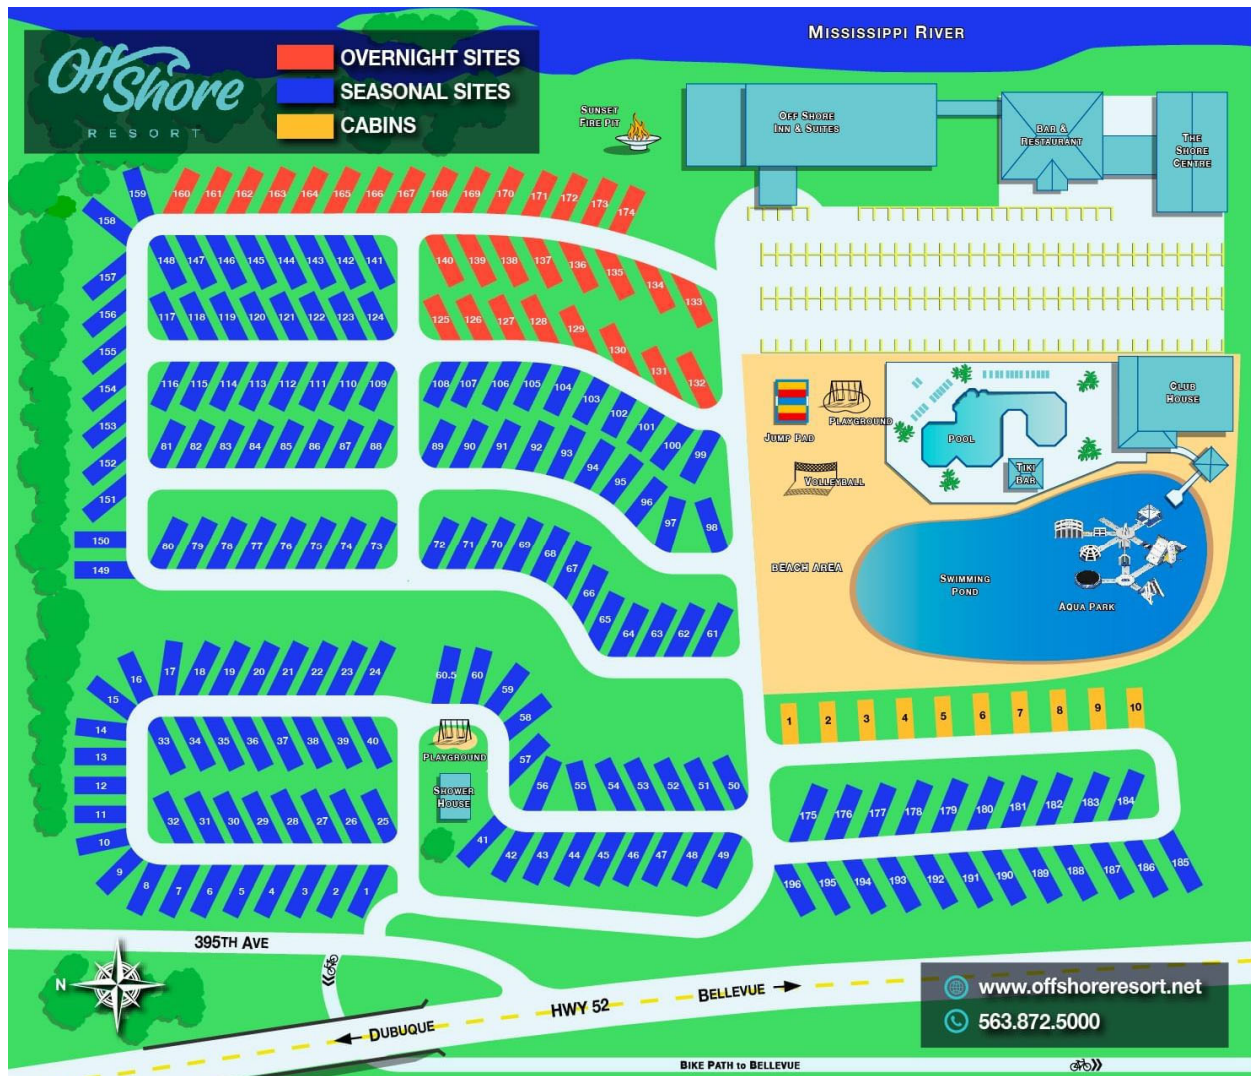 MISSISSIPPI RIVER
Off Shore
RESORT
OVERNIGHT SITES
SEASONAL SITES
CABINS
SUNSET
FIRE PIT
OFF SHORE
INN & SUITES
BAR &
RESTAURANT
THE
SHORE
CENTRE
159 160 161 162 163 164 165 166 167 168 169 170 171 172 173 174
158
157
156
155
154
153
152
151
150
149
148 147 146 145 144 143 142 141
140 139 138 137 136 135 134 133
117 118 119 120 121 122 123 124
125 126 127 128 129 130 131 132
116 115 114 113 112 111 110 109
108 107 106 105 104 103 102 101 100 99
81 82 83 84 85 86 87 88
89 90 91 92 93 94 95 96 97 98
80 79 78 77 76 75 74 73
72 71 70 69 68 67 66 65 64 63 62 61
JUMP PAD
PLAYGROUND
VOLLEYBALL
POOL
TIKI
BAR
CLUB
HOUSE
BEACH AREA
SWIMMING
POND
AQUA PARK
1 2 3 4 5 6 7 8 9 10
16 17 18 19 20 21 22 23 24
15
14
13
12
11
10
9
33 34 35 36 37 38 39 40
32 31 30 29 28 27 26 25
8 7 6 5 4 3 2 1
60.5 60 59 58 57
PLAYGROUND
SHOWER
HOUSE
56 55 54 53 52 51 50
41 42 43 44 45 46 47 48 49
175 176 177 178 179 180 181 182 183 184
196 195 194 193 192 191 190 189 188 187 186 185
395TH AVE
N
DUBUQUE
HWY 52
BELLEVUE
www.offshoreresort.net
563.872.5000
BIKE PATH to BELLEVUE